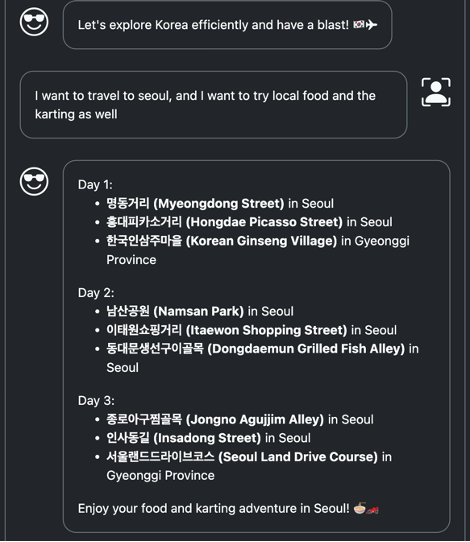 Let's explore Korea efficiently and have a blast! 🇰🇷✈️
I want to travel to seoul, and I want to try local food and the
karting as well
Day 1:
• 명동거리 (Myeongdong Street) in Seoul
• 홍대피카소거리 (Hongdae Picasso Street) in Seoul
• 한국인삼주마을 (Korean Ginseng Village) in Gyeonggi
Province
Day 2:
• 남산공원 (Namsan Park) in Seoul
• 이태원쇼핑거리 (Itaewon Shopping Street) in Seoul
• 동대문생선구이골목 (Dongdaemun Grilled Fish Alley) in
Seoul
Day 3:
• 종로아구찜골목 (Jongno Agujjim Alley) in Seoul
• 인사동길 (Insadong Street) in Seoul
• 서울랜드드라이브코스 (Seoul Land Drive Course) in
Gyeonggi Province
Enjoy your food and karting adventure in Seoul! 🍜🏎️